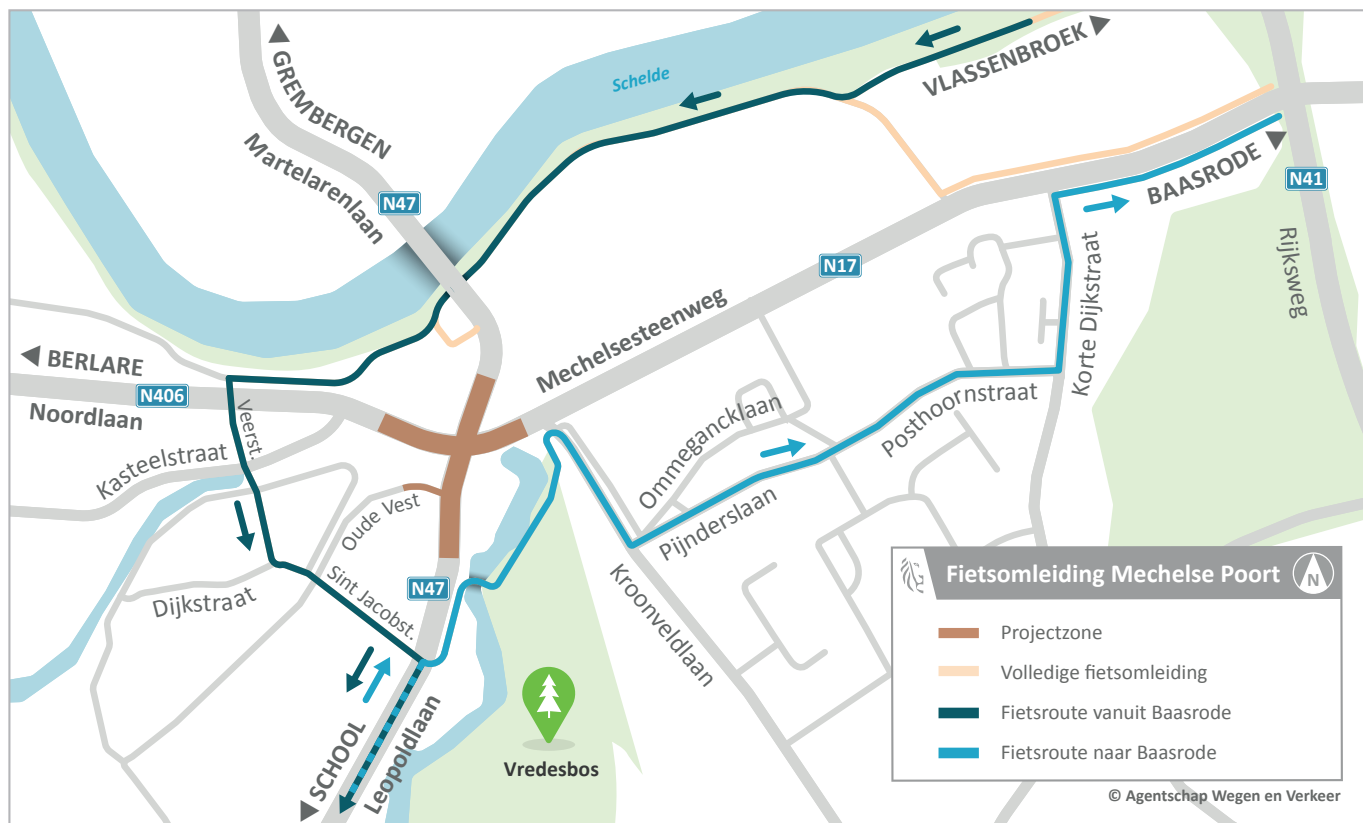 GREMBERGEN
Martelarenlaan
N47
Schelde
VLASSENBROEK
BAASRODE
N41
Rijksweg
N17
Mechelsesteenweg
Korte Dijkstraat
BERLARE
N406
Noordlaan
Veerst.
Kasteelstraat
Ommegancklaan
Posthoornstraat
Oude Vest
Pijnderslaan
Dijkstraat
Sint Jacobst.
N47
Kroonveldlaan
SCHOOL
Leopoldlaan
Vredesbos
Fietsomleiding Mechelse Poort
N
Projectzone
Volledige fietsomleiding
Fietsroute vanuit Baasrode
Fietsroute naar Baasrode
© Agentschap Wegen en Verkeer